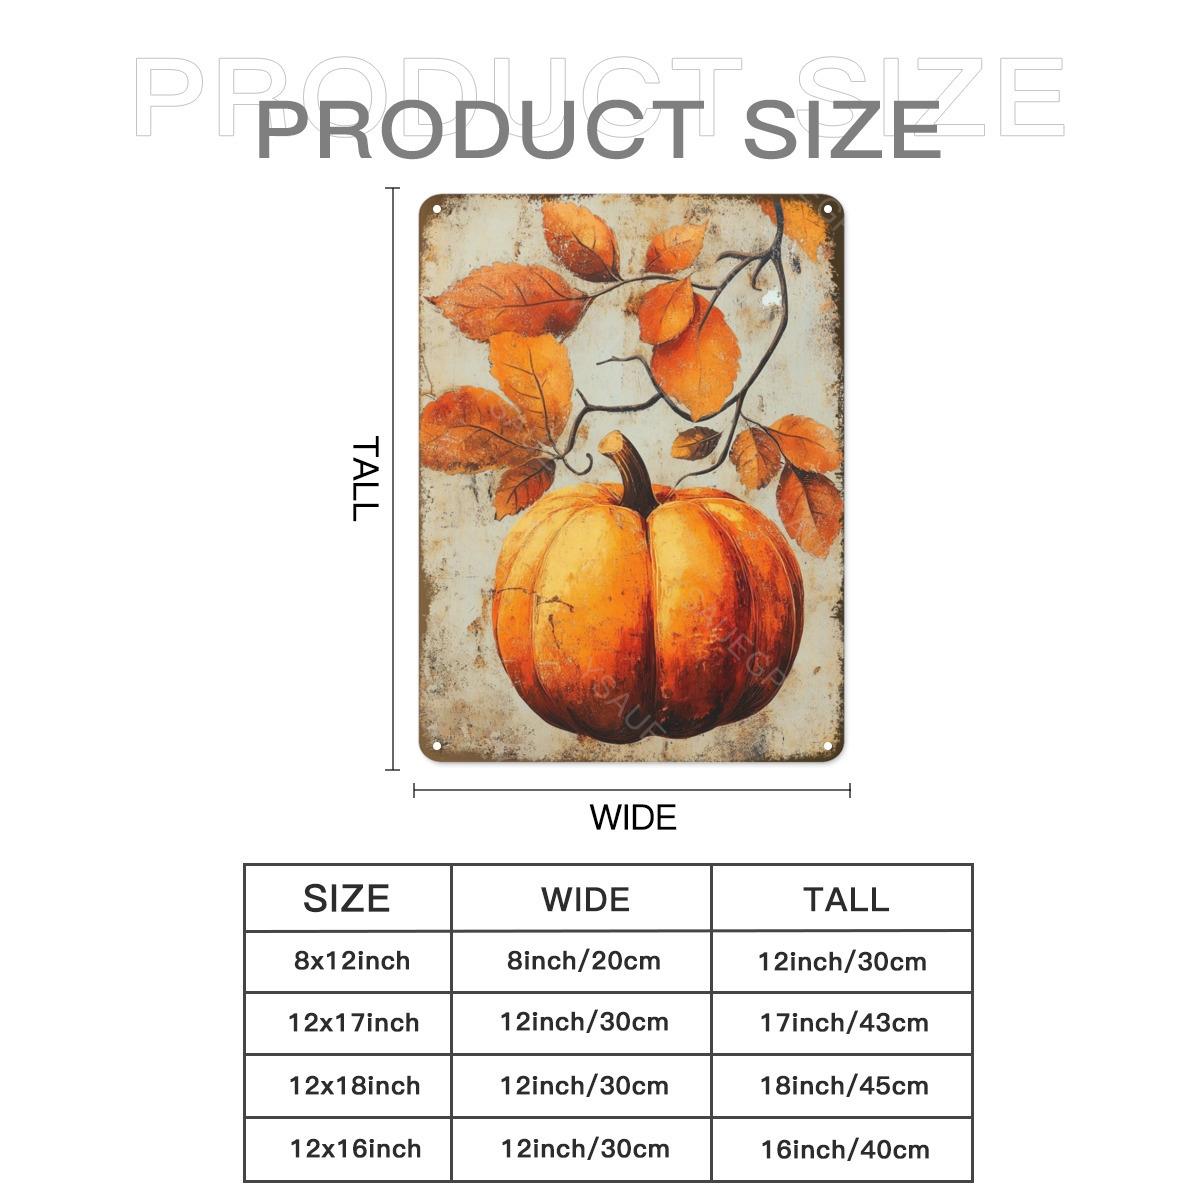 PRODUCT SIZE
PRODUCT SIZE
TALL
WIDE
SIZE WIDE TALL
8x12inch 8inch/20cm 12inch/30cm
12x17inch 12inch/30cm 17inch/43cm
12x18inch 12inch/30cm 18inch/45cm
12x16inch 12inch/30cm 16inch/40cm